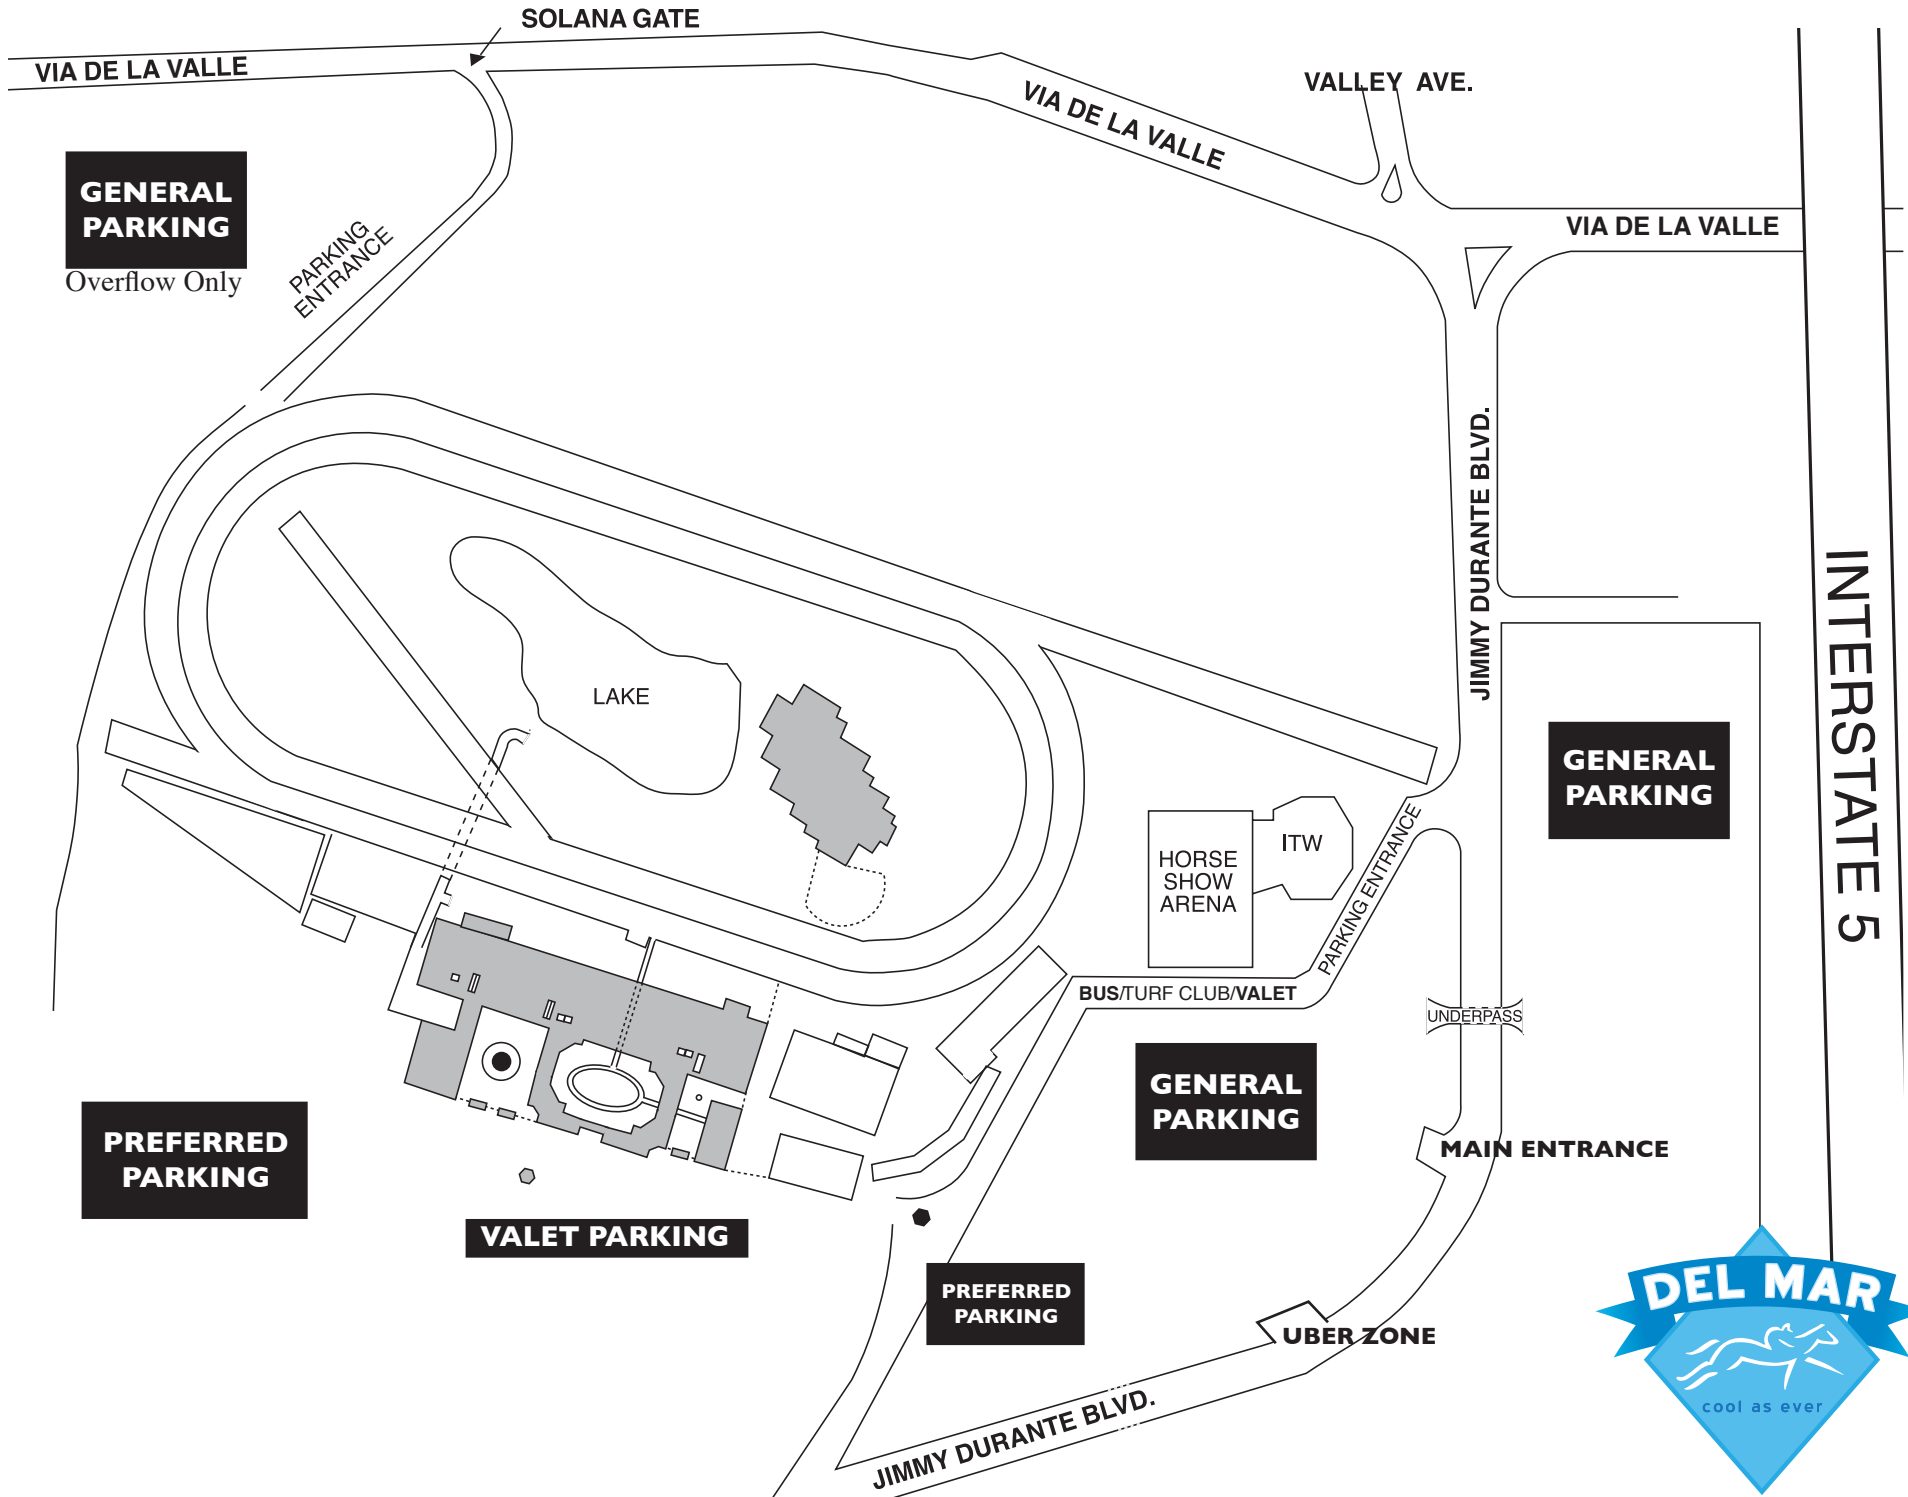 SOLANA GATE
VIA DE LA VALLE
VIA DE LA VALLE
VALLEY AVE.
VIA DE LA VALLE
GENERAL
PARKING
Overflow Only
PARKING
ENTRANCE
JIMMY DURANTE BLVD.
INTERSTATE 5
LAKE
GENERAL
PARKING
HORSE
SHOW
ARENA
ITW
PARKING ENTRANCE
BUS/TURF CLUB/VALET
UNDERPASS
GENERAL
PARKING
MAIN ENTRANCE
PREFERRED
PARKING
VALET PARKING
PREFERRED
PARKING
UBER ZONE
JIMMY DURANTE BLVD.
DEL MAR
cool as ever